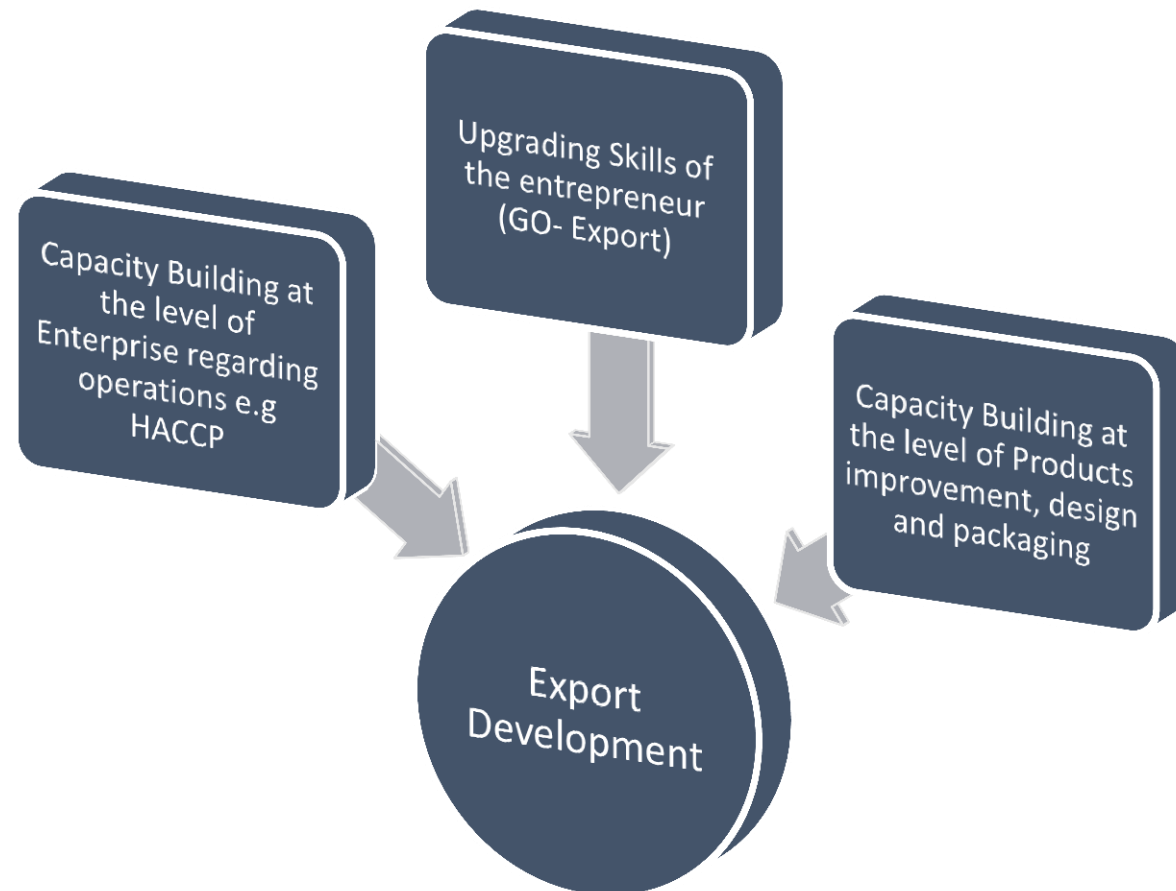 Upgrading Skills of
the entrepreneur
(GO- Export)
Capacity Building at
the level of
Enterprise regarding
operations e.g
HACCP
Capacity Building at
the level of Products
improvement, design
and packaging
Export
Development